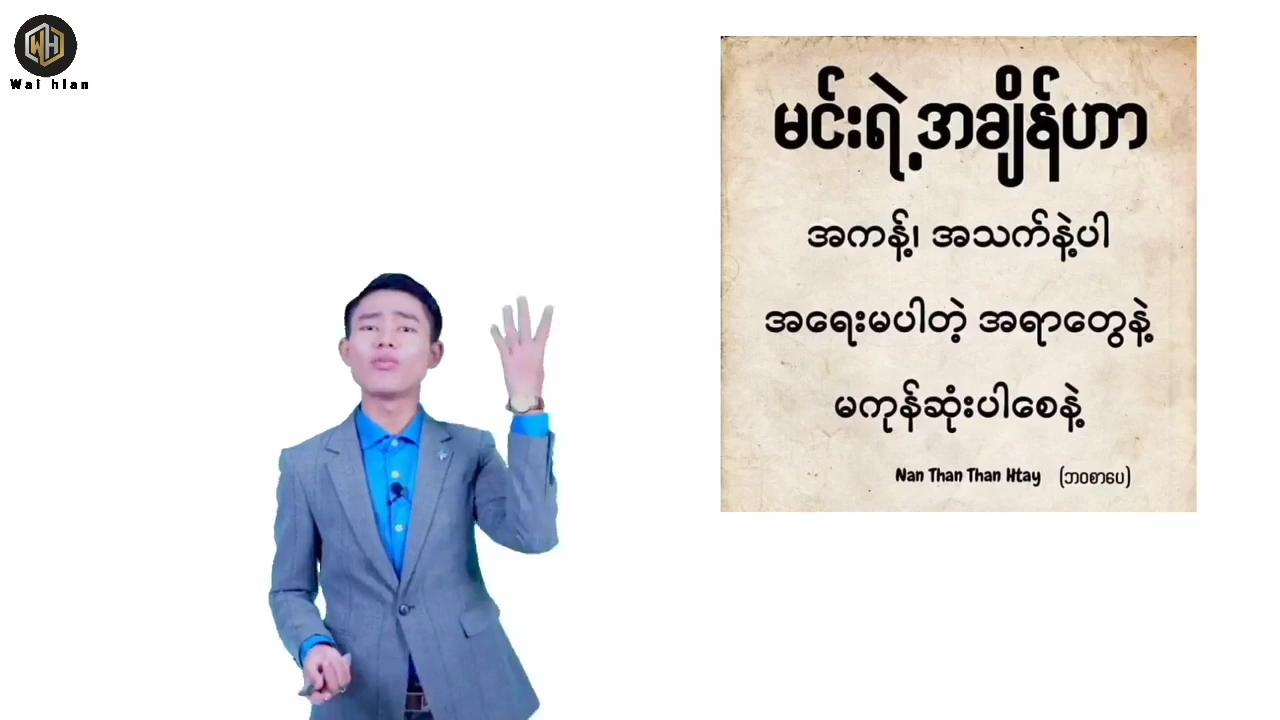 WH
Wai hlan
မင်းရဲ့အချိန်ဟာ
အကန့်၊ အသက်နဲ့ပါ
အရေးမပါတဲ့ အရာတွေနဲ့
မကုန်ဆုံးပါစေနဲ့
Nan Than Than Htay (ဘဝစာပေ)